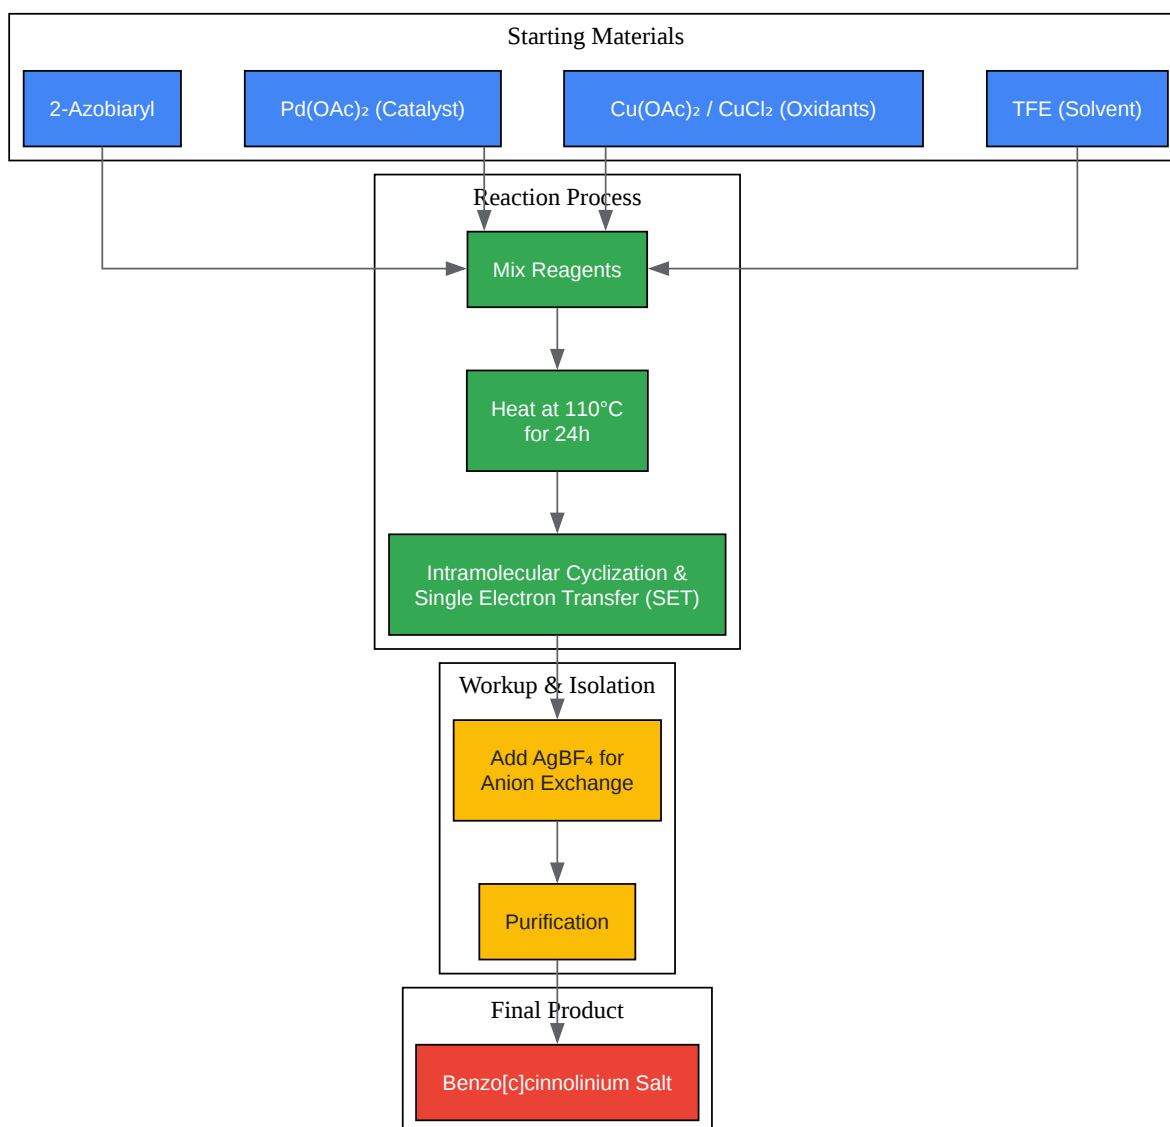 Starting Materials
2-Azobiaryl
Pd(OAc)₂ (Catalyst)
Cu(OAc)₂ / CuCl₂ (Oxidants)
TFE (Solvent)
Reaction Process
Mix Reagents
Heat at 110°C
for 24h
Intramolecular Cyclization &
Single Electron Transfer (SET)
Workup & Isolation
Add AgBF₄ for
Anion Exchange
Purification
Final Product
Benzo[c]cinnolinium Salt